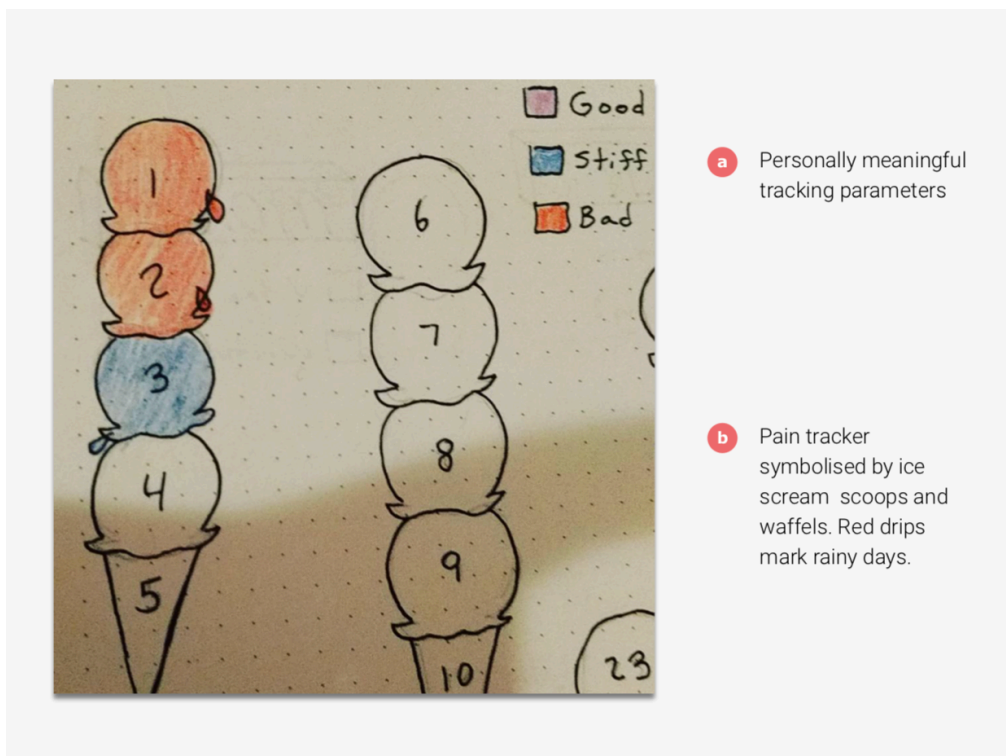 Good
Stiff
Bad
1
2
3
4
5
6
7
8
9
10
23
a
Personally meaningful
tracking parameters
b
Pain tracker
symbolised by ice
scream scoops and
waffels. Red drips
mark rainy days.